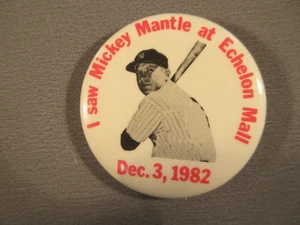 I saw Mickey Mantle at Echelon Mall
Dec. 3, 1982